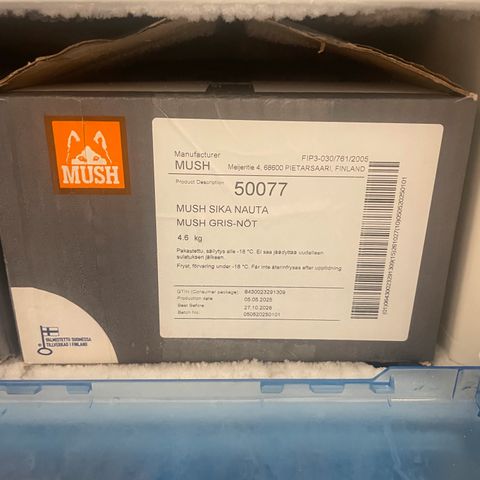 MUSH
Manufacturer
MUSH
FIP3-030/761/2005
Meijeritie 4, 68600 PIETARSAARI, FINLAND
Product Description
50077
MUSH SIKA NAUTA
MUSH GRIS-NÖT
4.6 kg
Pakastettu, säilytys alle -18 °C. Ei saa jäädyttää uudelleen
sulatuksen jälkeen.
Fryst, förvaring under -18 °C. Får inte återinfrysas efter upptining
GTIN (Consumer package): 6430023291309
Production date 05.05.2025
Best Before: 27.10.2026
Batch No: 050520250101
VALMISTETTU SUOMESSA
TILLVERKAD I FINLAND